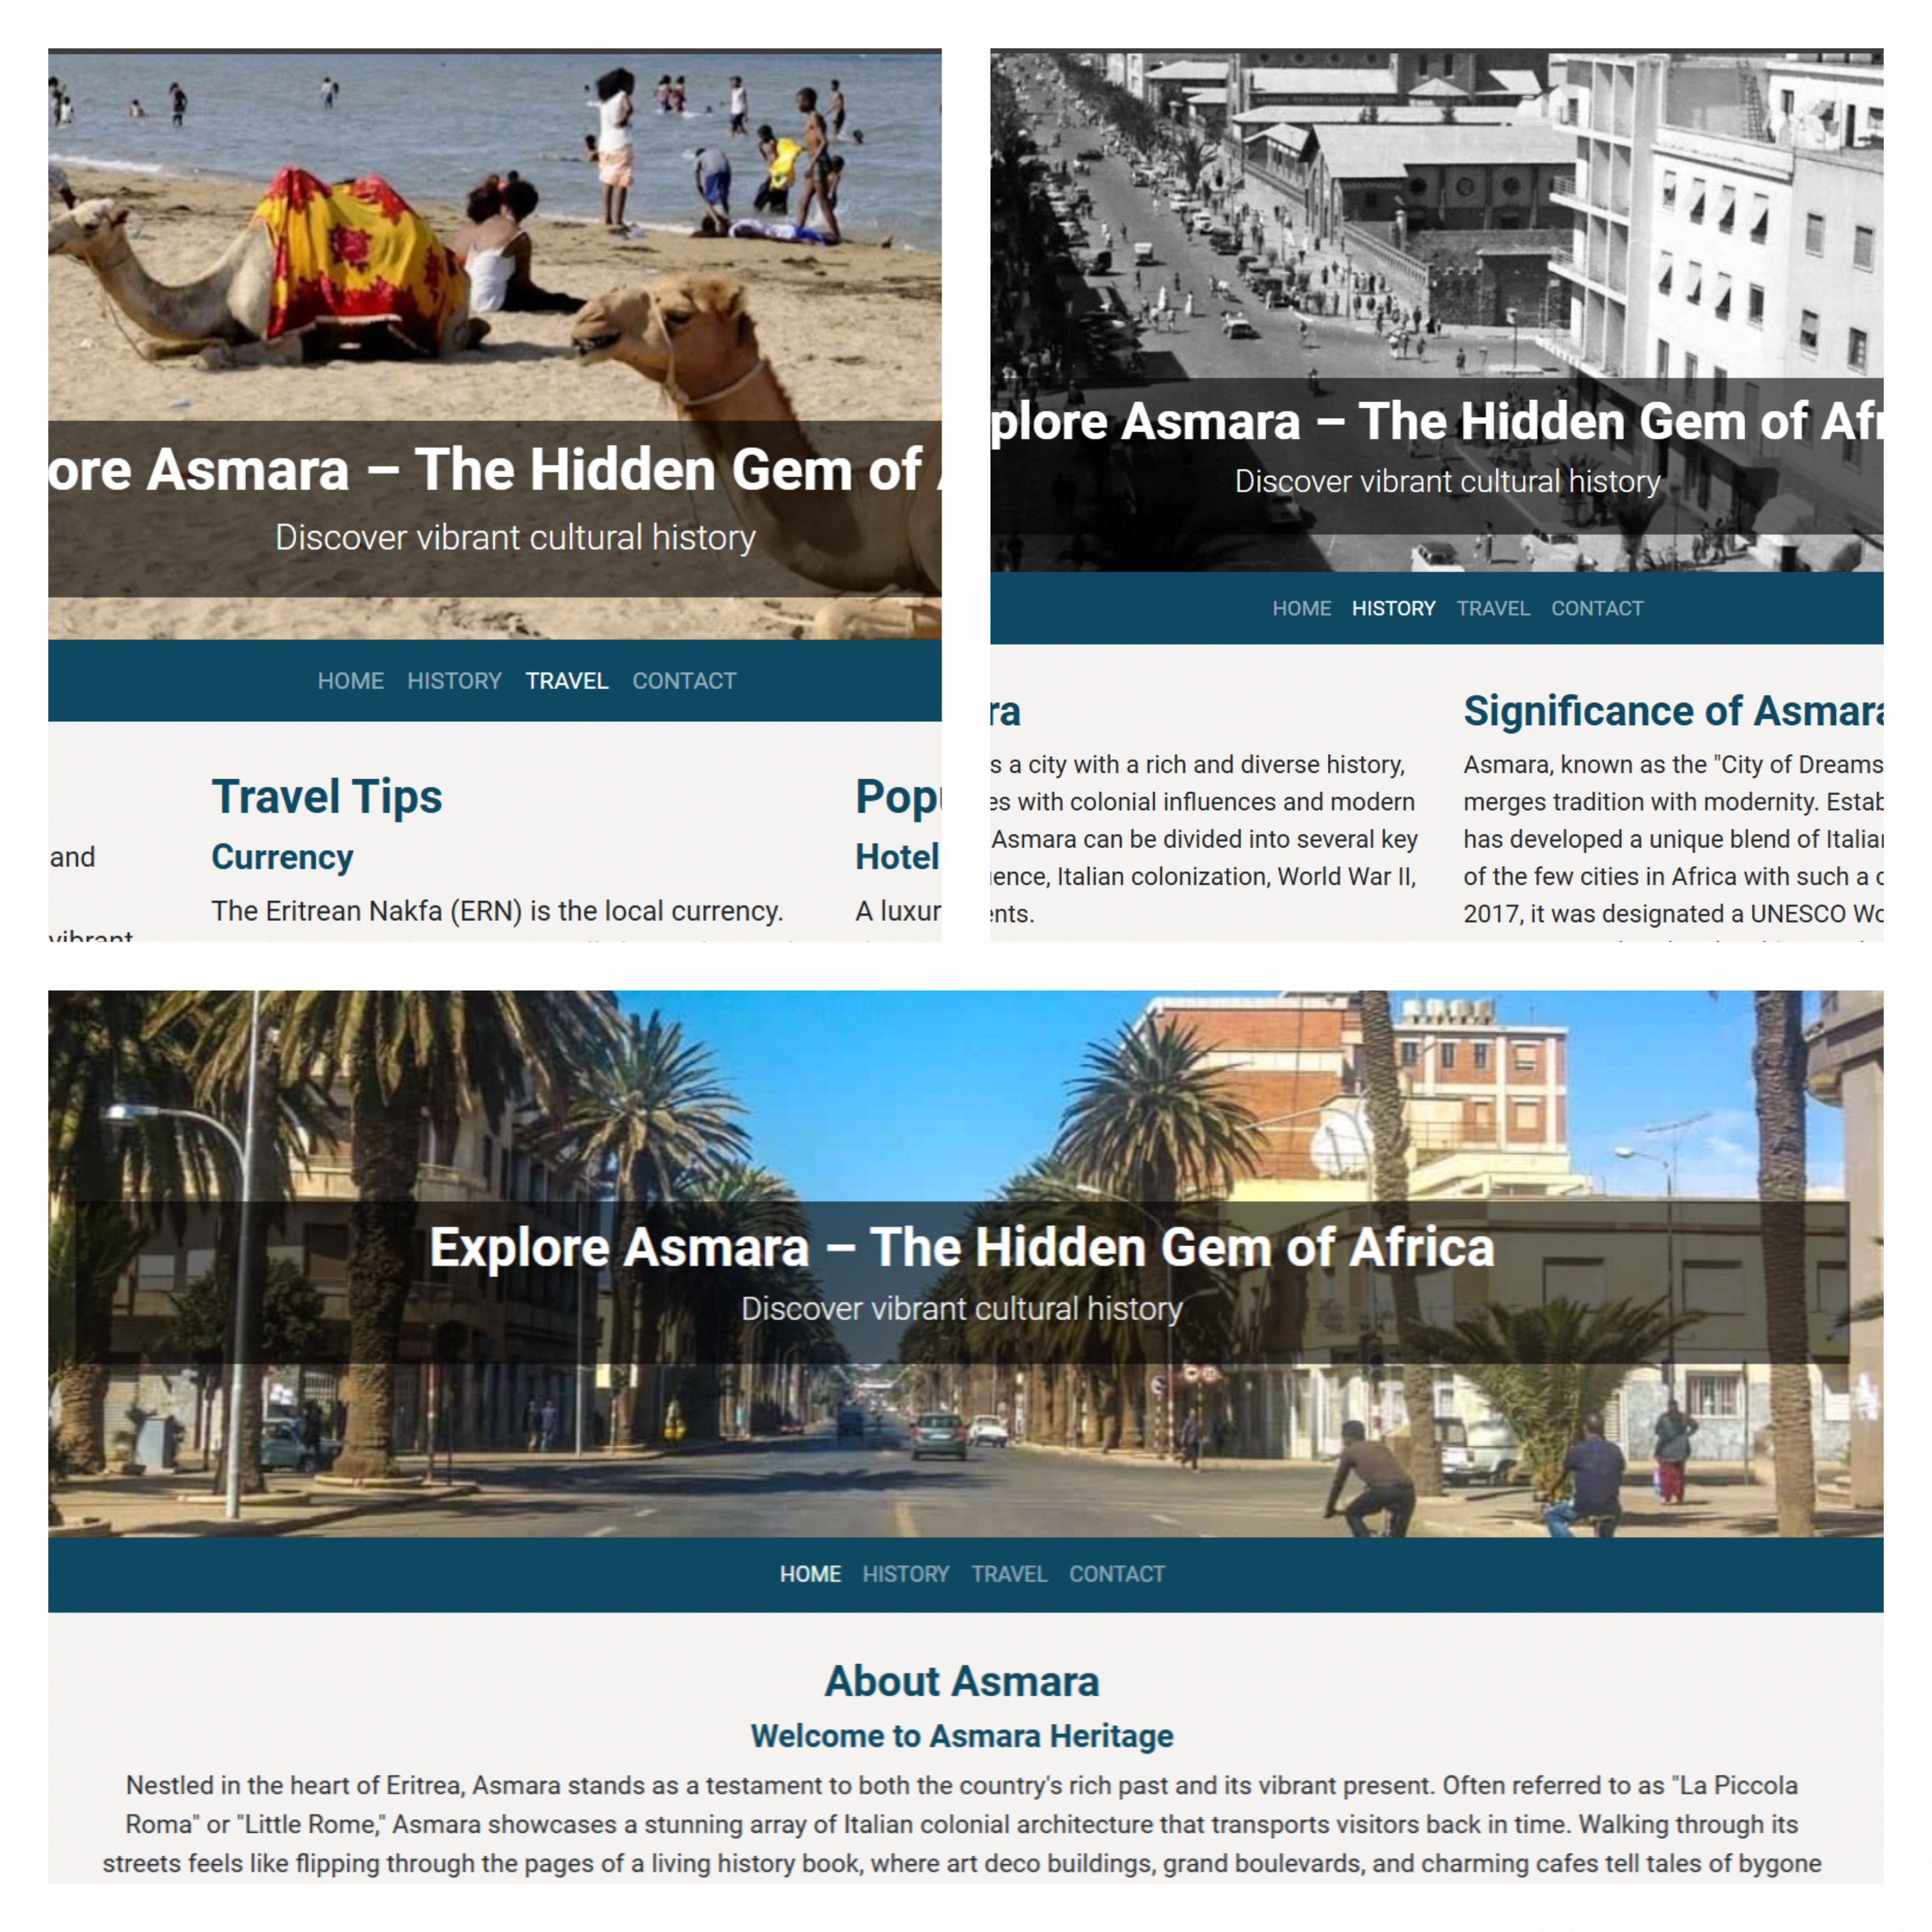 ore Asmara – The Hidden Gem of
Discover vibrant cultural history
HOME HISTORY TRAVEL CONTACT
and
vibrant
Travel Tips
Currency
The Eritrean Nakfa (ERN) is the local currency.
Popu
Hotel
A luxur
plore Asmara – The Hidden Gem of Afr
Discover vibrant cultural history
HOME HISTORY TRAVEL CONTACT
ra
s a city with a rich and diverse history,
es with colonial influences and modern
Asmara can be divided into several key
ence, Italian colonization, World War II,
ents.
Significance of Asmara
Asmara, known as the "City of Dreams
merges tradition with modernity. Estab
has developed a unique blend of Italian
of the few cities in Africa with such a c
2017, it was designated a UNESCO Wo
Explore Asmara – The Hidden Gem of Africa
Discover vibrant cultural history
HOME HISTORY TRAVEL CONTACT
About Asmara
Welcome to Asmara Heritage
Nestled in the heart of Eritrea, Asmara stands as a testament to both the country's rich past and its vibrant present. Often referred to as "La Piccola
Roma" or "Little Rome," Asmara showcases a stunning array of Italian colonial architecture that transports visitors back in time. Walking through its
streets feels like flipping through the pages of a living history book, where art deco buildings, grand boulevards, and charming cafes tell tales of bygone